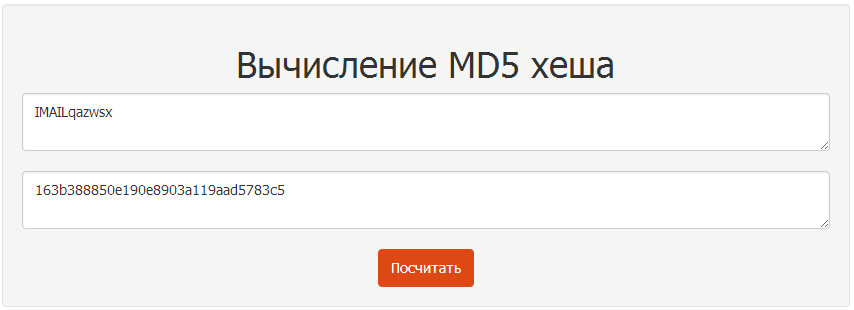 Вычисление MD5 хеша
IMAILqazwsx
163b388850e190e8903a119aad5783c5
Посчитать